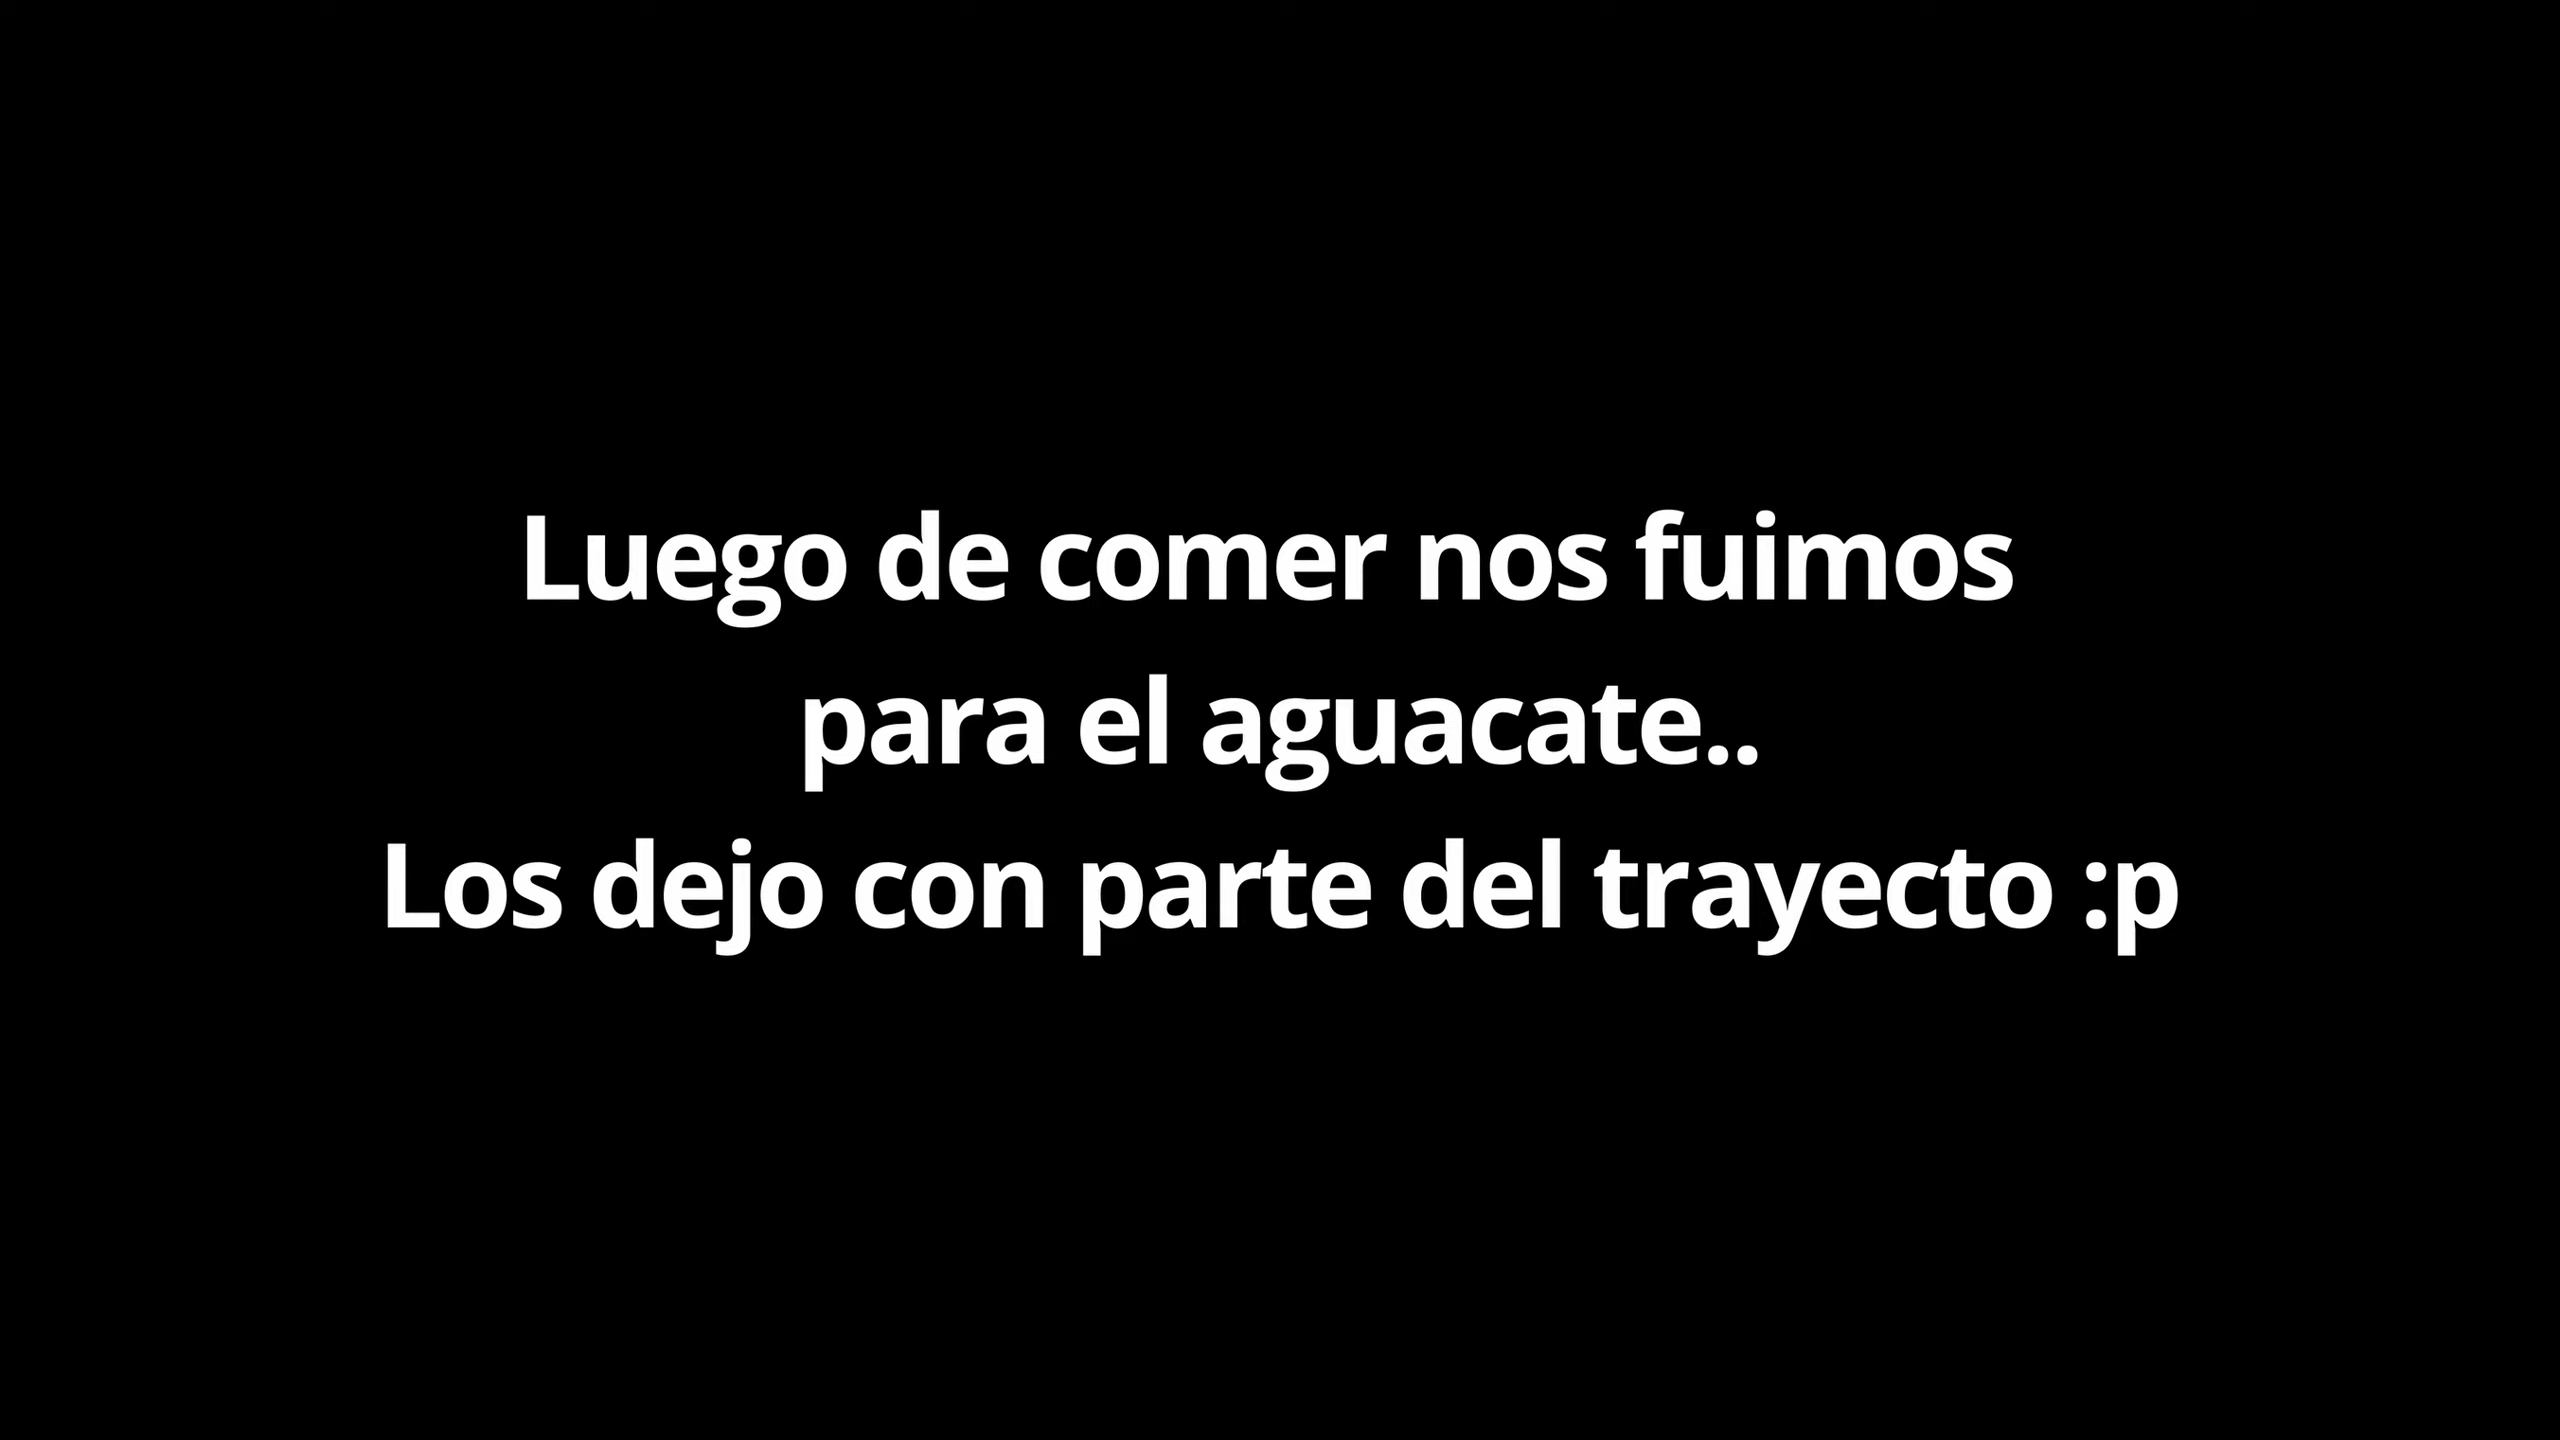 Luego de comer nos fuimos
para el aguacate..
Los dejo con parte del trayecto :p